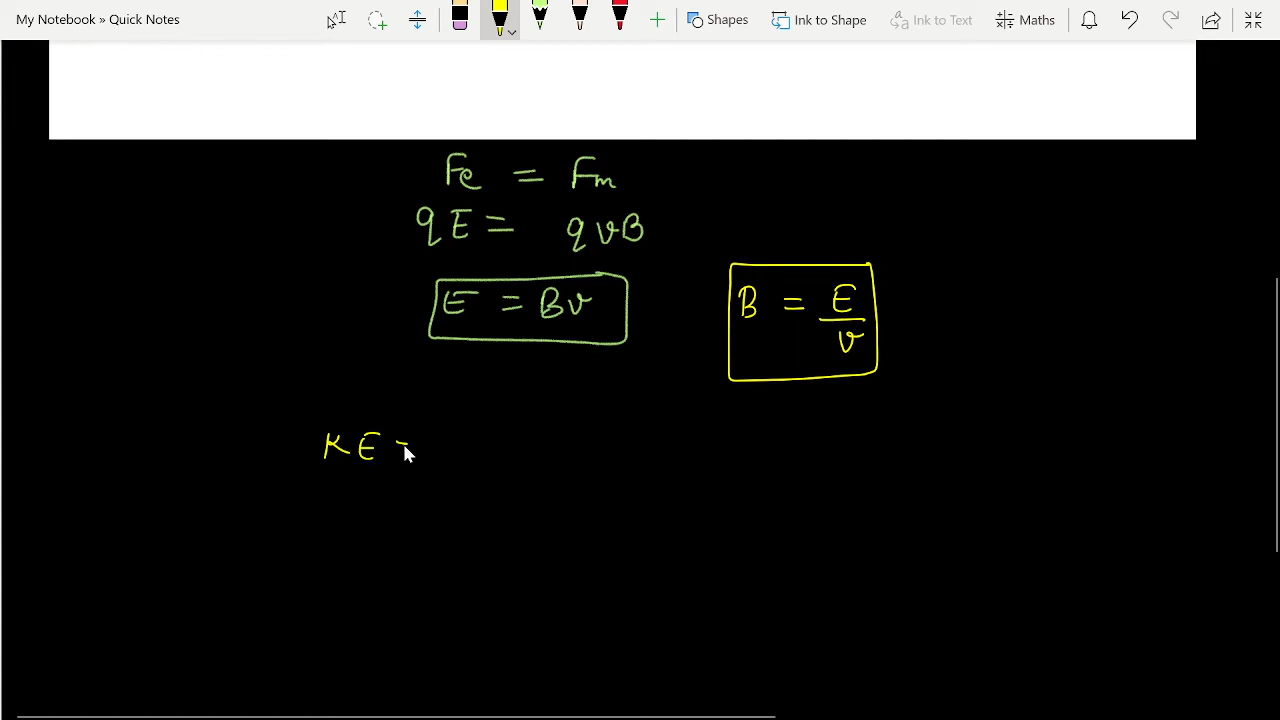 My Notebook » Quick Notes
Shapes
Ink to Shape
Ink to Text
Maths
Fe = Fm
qE = qvB
E = Bv
B = E/v
KE -